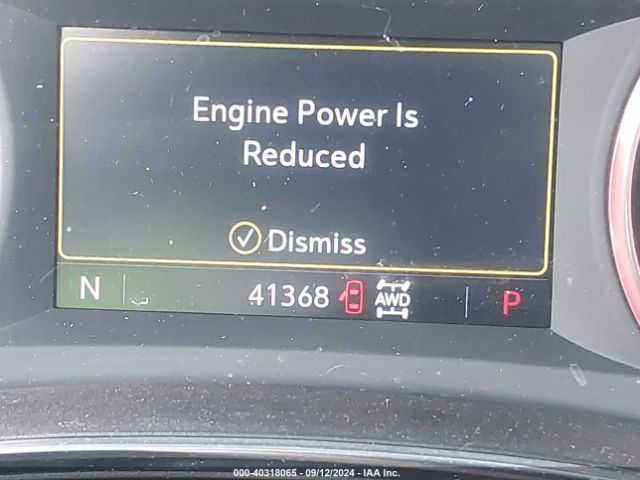 Engine Power Is
Reduced
Dismiss
N 41368 AWD P
000-40318065 - 09/12/2024 - IAA Inc.